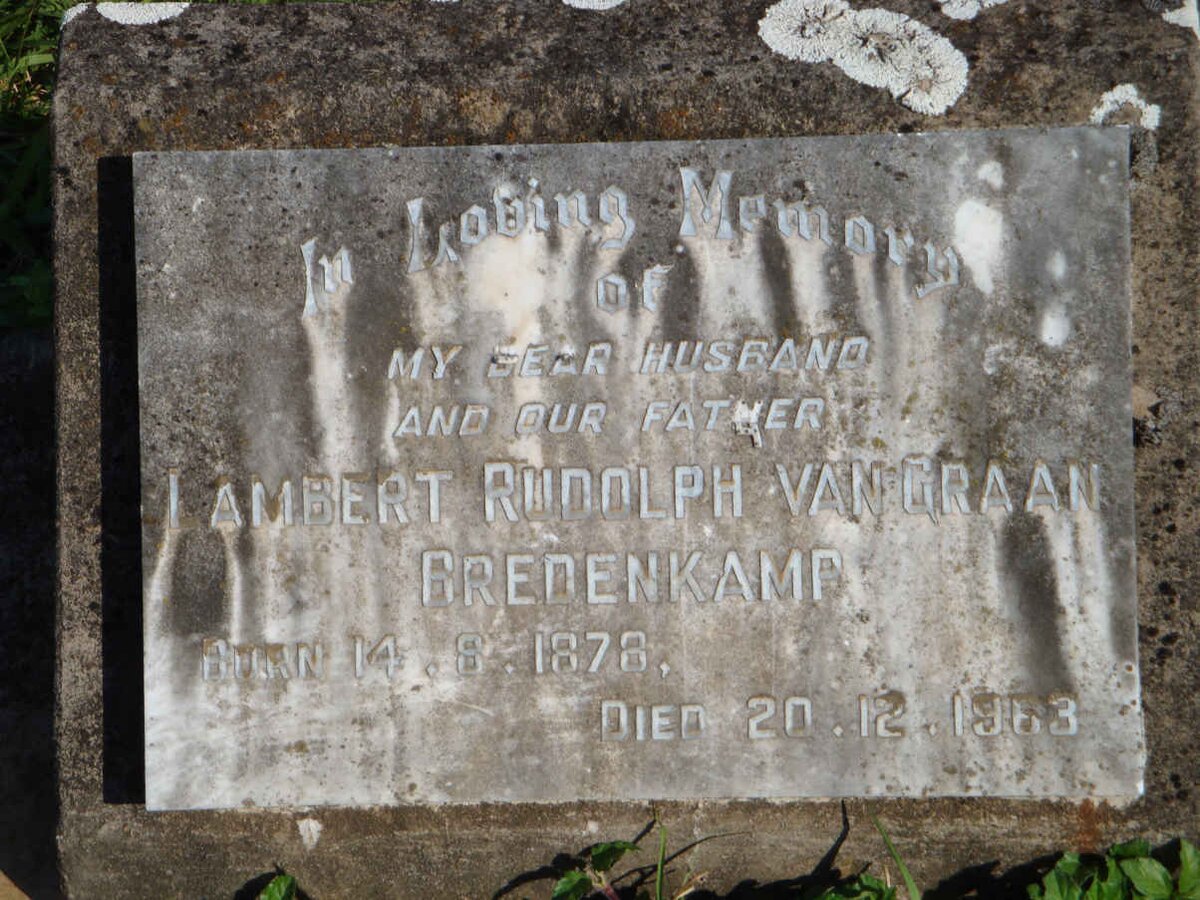 In Loving Memory
of
MY DEAR HUSBAND
AND OUR FATHER
LAMBERT RUDOLPH VAN GRAAN
BREDENKAMP
BORN 14.8.1878,
DIED 20.12.1963